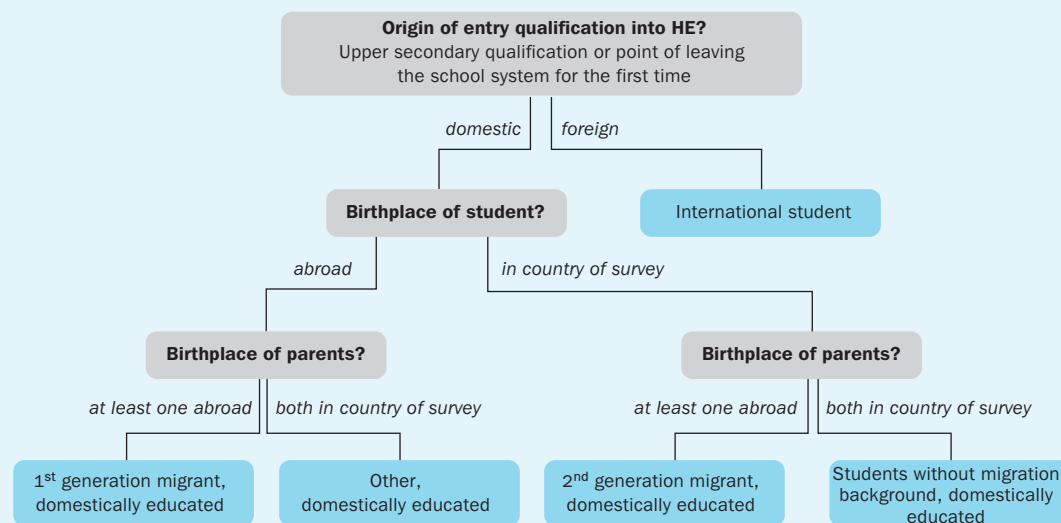 Origin of entry qualification into HE?
Upper secondary qualification or point of leaving
the school system for the first time
domestic
foreign
Birthplace of student?
International student
abroad
in country of survey
Birthplace of parents?
Birthplace of parents?
at least one abroad
both in country of survey
at least one abroad
both in country of survey
1st generation migrant,
domestically educated
Other,
domestically educated
2nd generation migrant,
domestically educated
Students without migration
background, domestically
educated